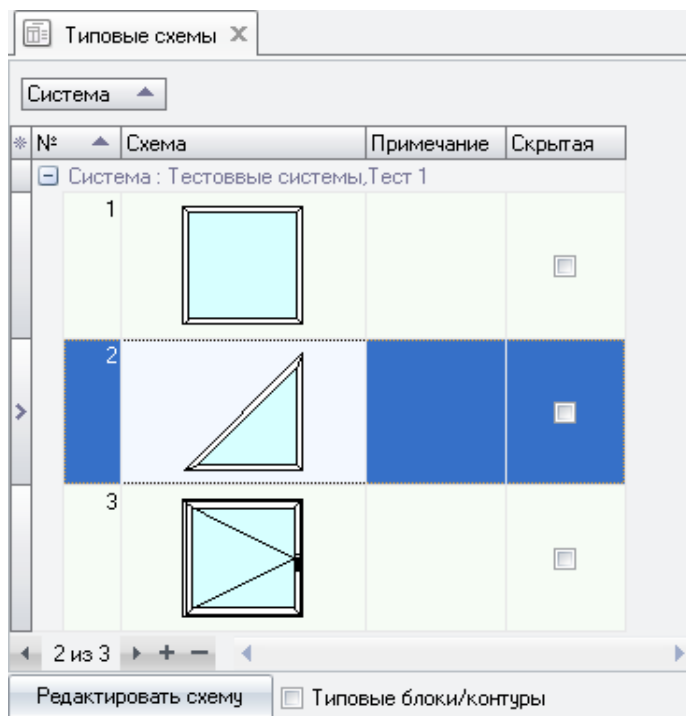 Типовые схемы
Система
№ Схема Примечание Скрытая
Система : Тестоввые системы,Тест 1
1
2
3
2 из 3
Редактировать схему Типовые блоки/контуры